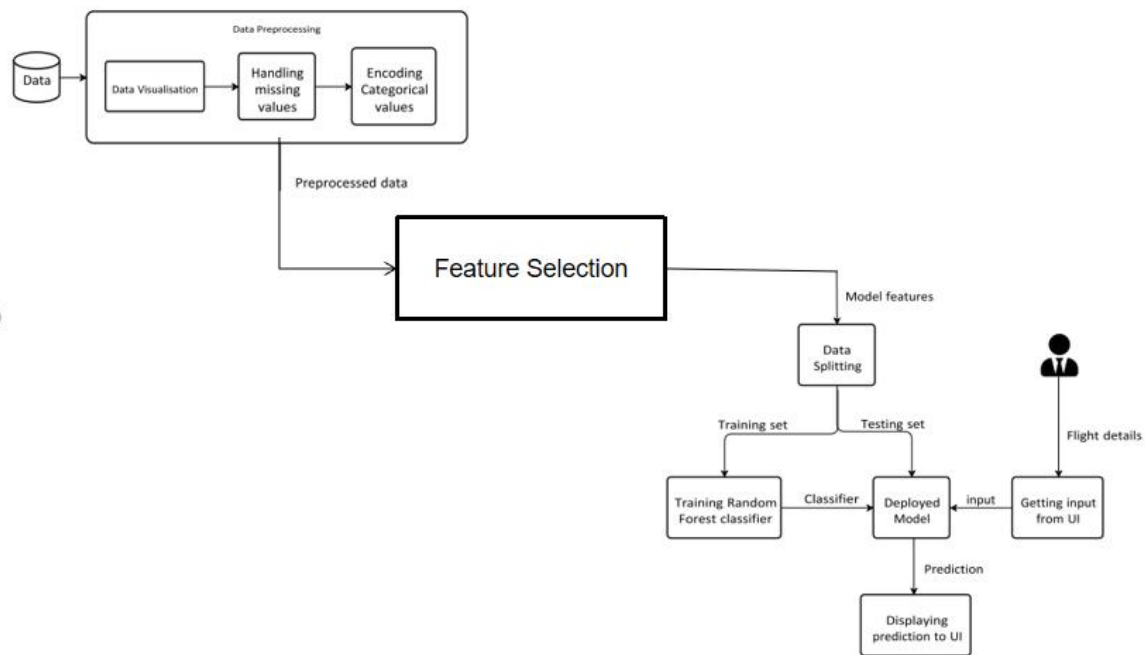 Data Preprocessing
Data
Data Visualisation
Handling
missing
values
Encoding
Categorical
values
Preprocessed data
Feature Selection
Model features
Data
Splitting
Training set
Testing set
Flight details
Training Random
Forest classifier
Classifier
Deployed
Model
input
Getting input
from UI
Prediction
Displaying
prediction to UI